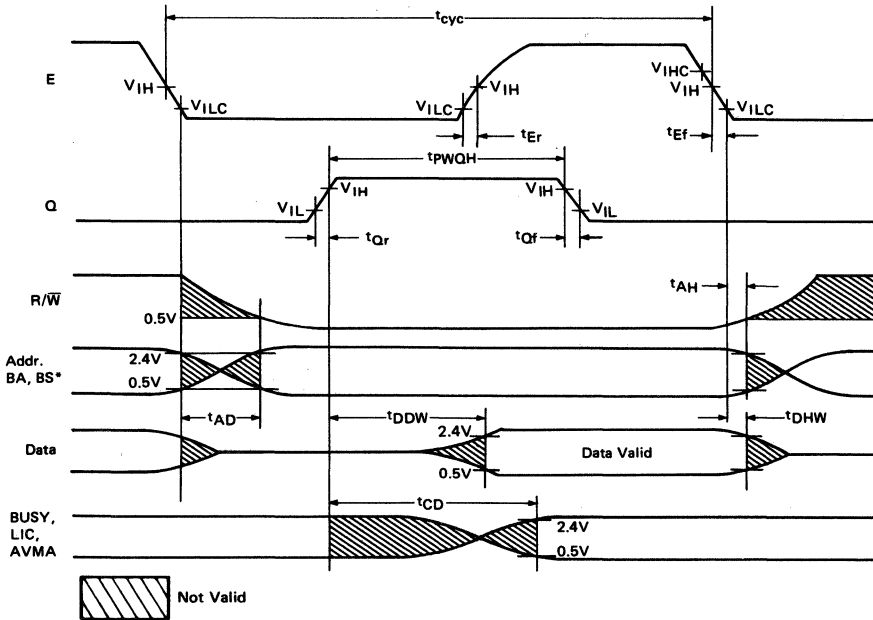 tcyc
E
VIH
VILC
VILC
VIH
VIHC
VIH
VILC
tEr
tEf
tPWQH
Q
VIL
VIH
VIH
VIL
tQr
tQf
R/W̅
0.5V
tAH
Addr.
BA, BS*
2.4V
0.5V
tAD
tDDW
tDHW
Data
2.4V
0.5V
Data Valid
tCD
BUSY,
LIC,
AVMA
2.4V
0.5V
Not Valid